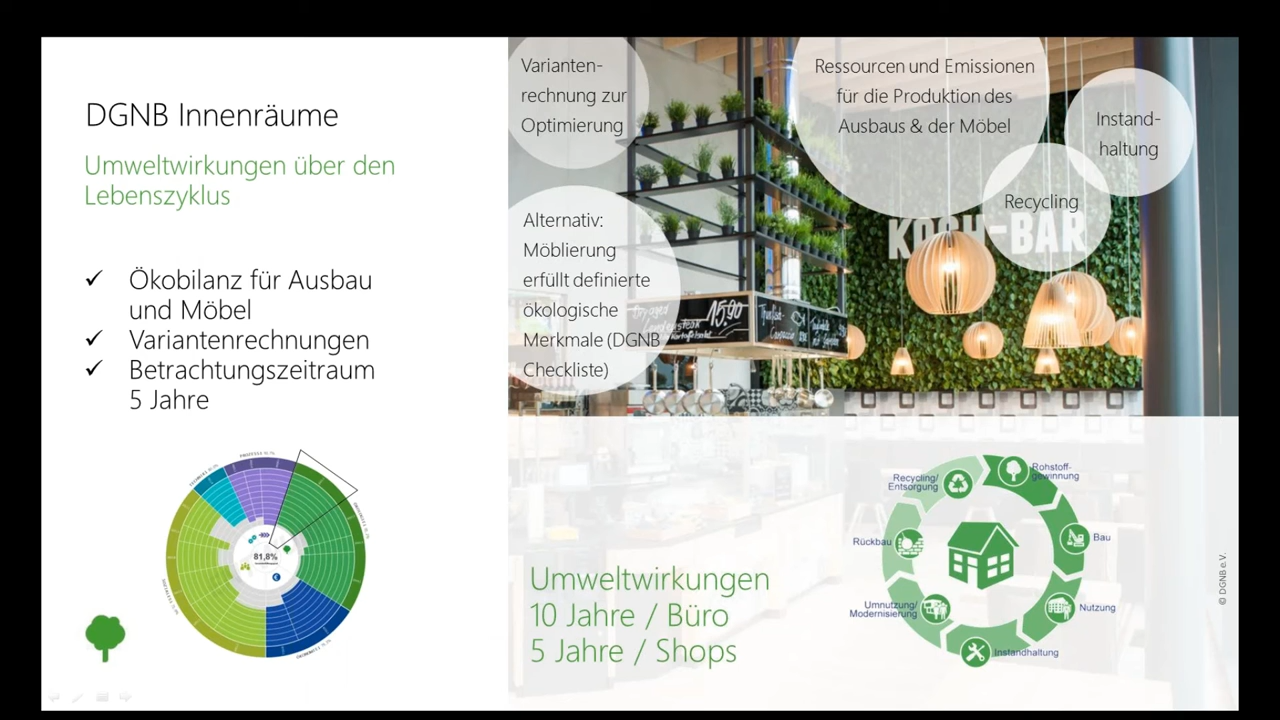 DGNB Innenräume
Umweltwirkungen über den
Lebenszyklus
✓ Ökobilanz für Ausbau
und Möbel
✓ Variantenrechnungen
✓ Betrachtungszeitraum
5 Jahre
81,8%
Varianten-
rechnung zur
Optimierung
Ressourcen und Emissionen
für die Produktion des
Ausbaus & der Möbel
Instand-
haltung
Recycling
KOCH-BAR
Alternativ:
Möblierung
erfüllt definierte
ökologische
Merkmale (DGNB
Checkliste)
15.90
Umweltwirkungen
10 Jahre / Büro
5 Jahre / Shops
Rohstoff-
gewinnung
Bau
Nutzung
Instandhaltung
Umnutzung/
Modernisierung
Rückbau
Recycling/
Entsorgung
© DGNB e.V.